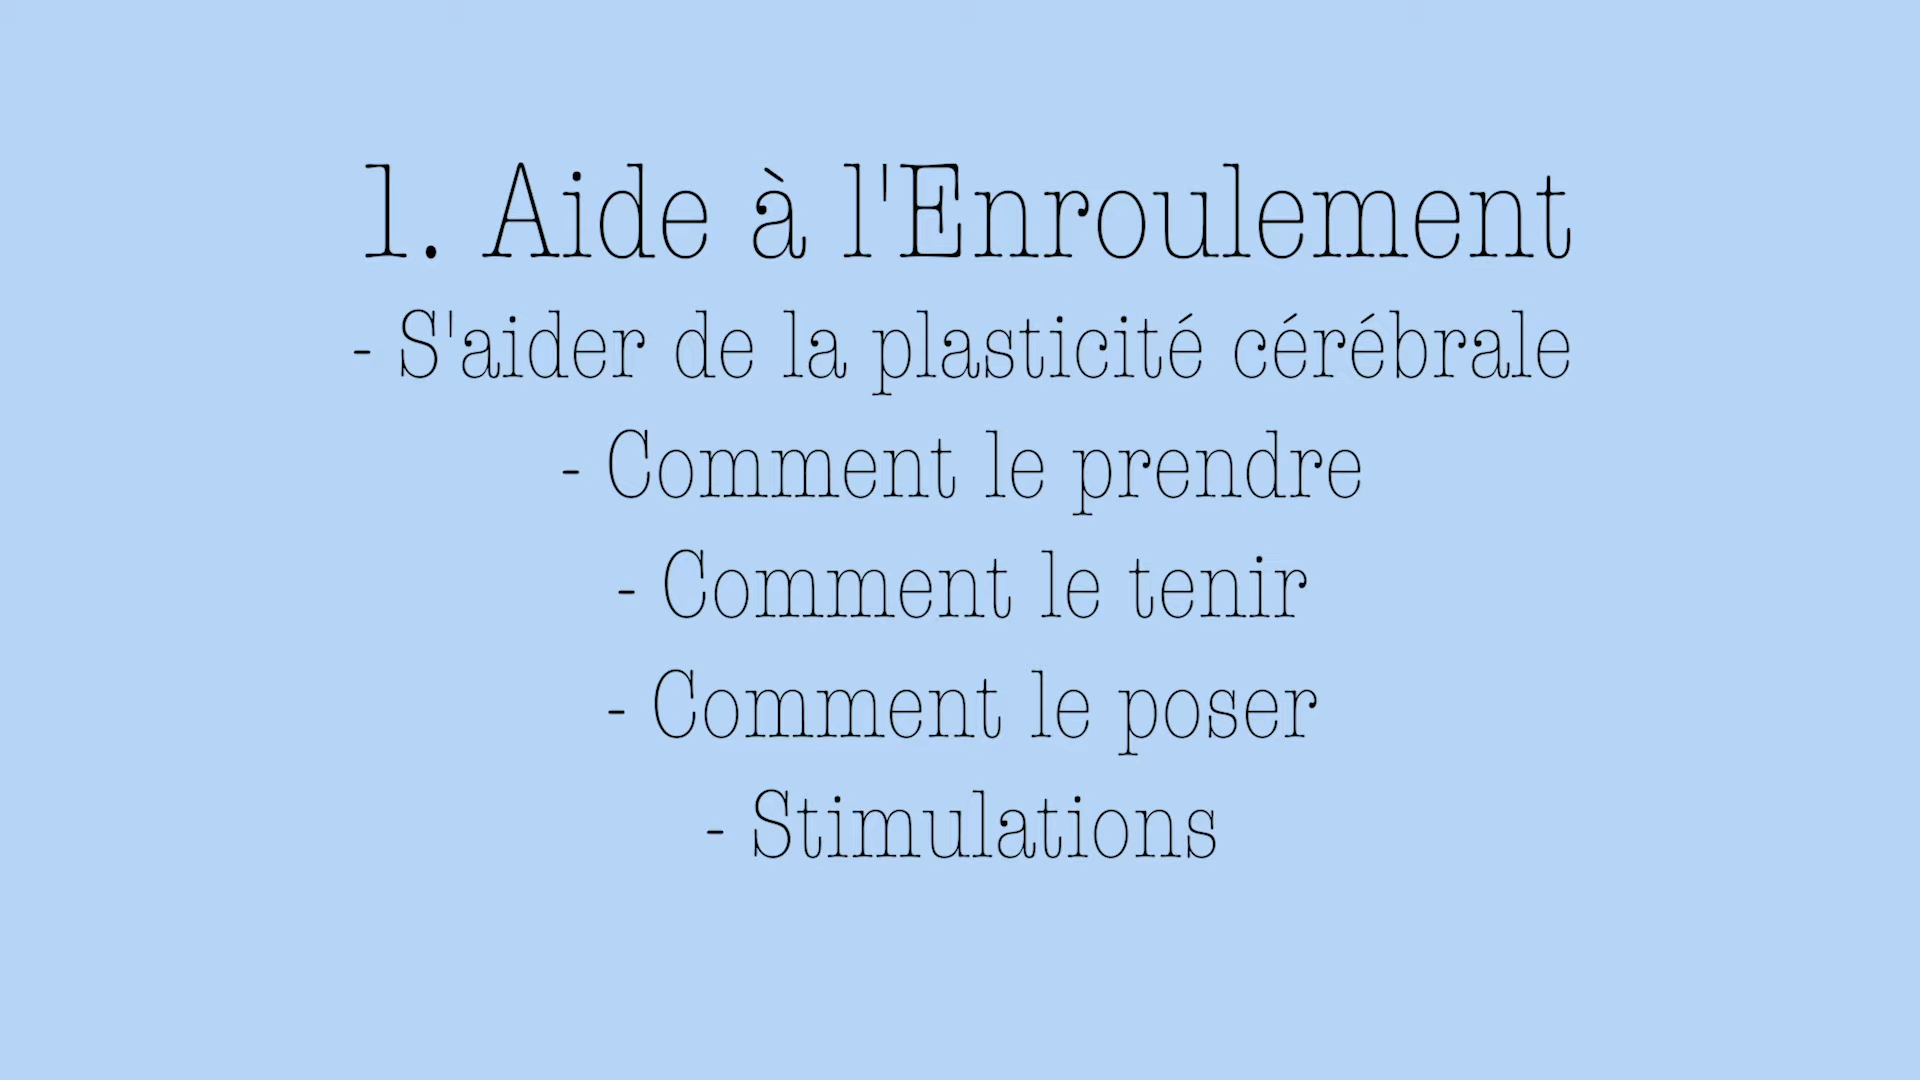 1. Aide à l'Enroulement
- S'aider de la plasticité cérébrale
- Comment le prendre
- Comment le tenir
- Comment le poser
- Stimulations